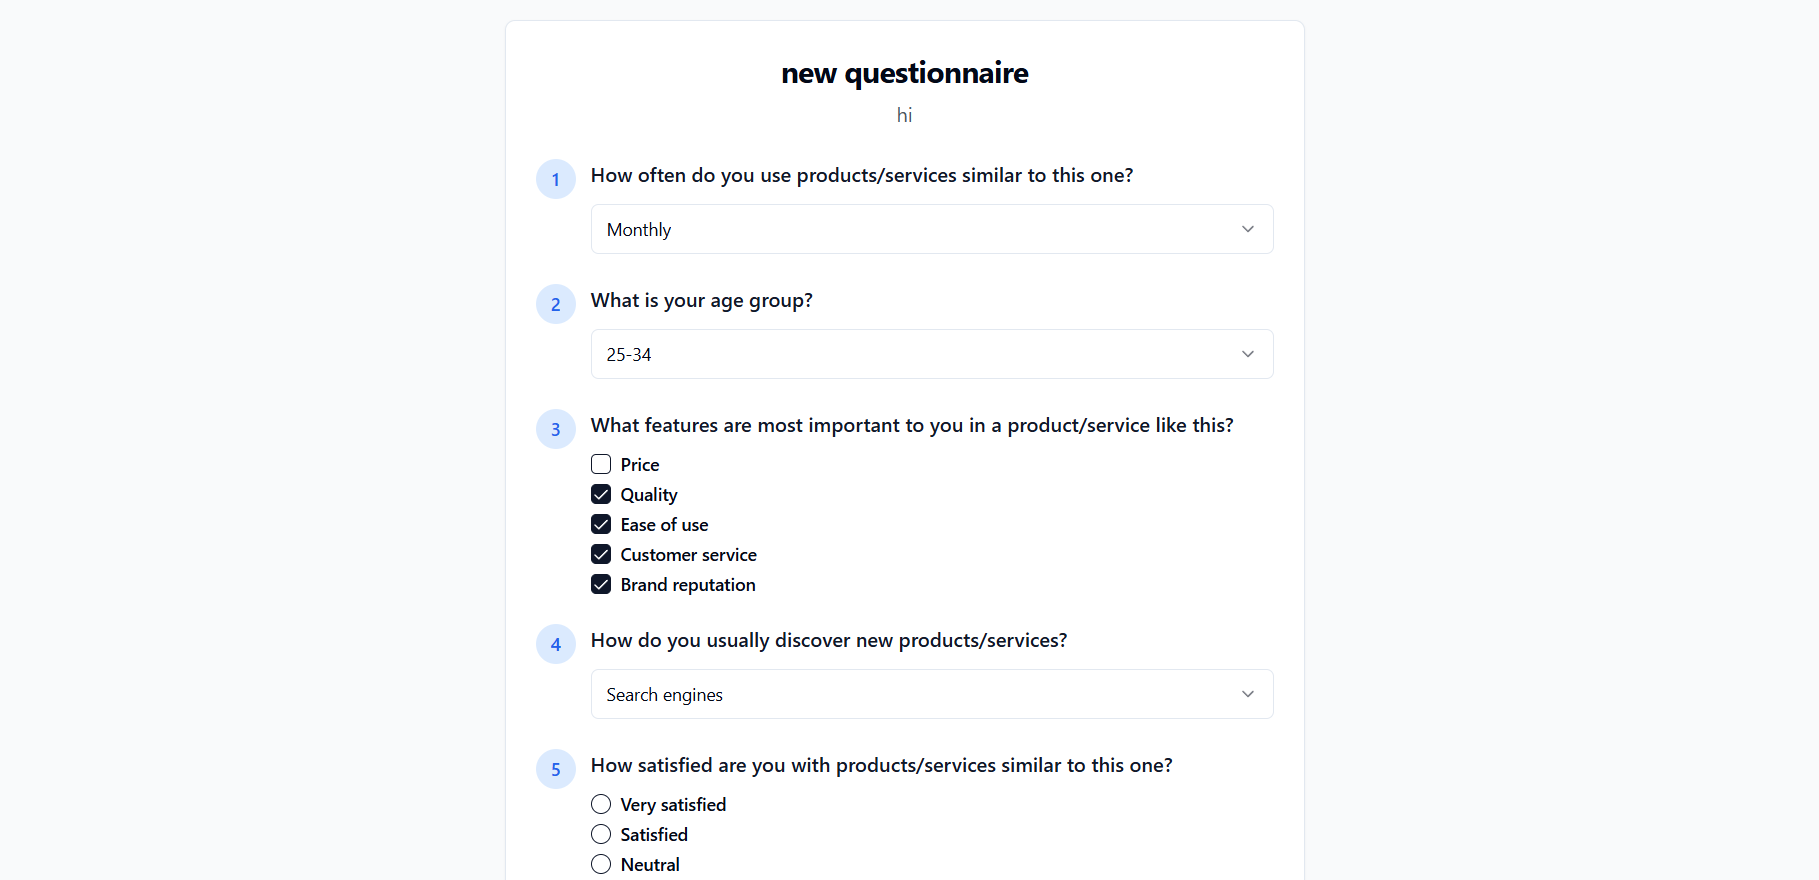 new questionnaire
hi
1
How often do you use products/services similar to this one?
Monthly
2
What is your age group?
25-34
3
What features are most important to you in a product/service like this?
Price
Quality
Ease of use
Customer service
Brand reputation
4
How do you usually discover new products/services?
Search engines
5
How satisfied are you with products/services similar to this one?
Very satisfied
Satisfied
Neutral